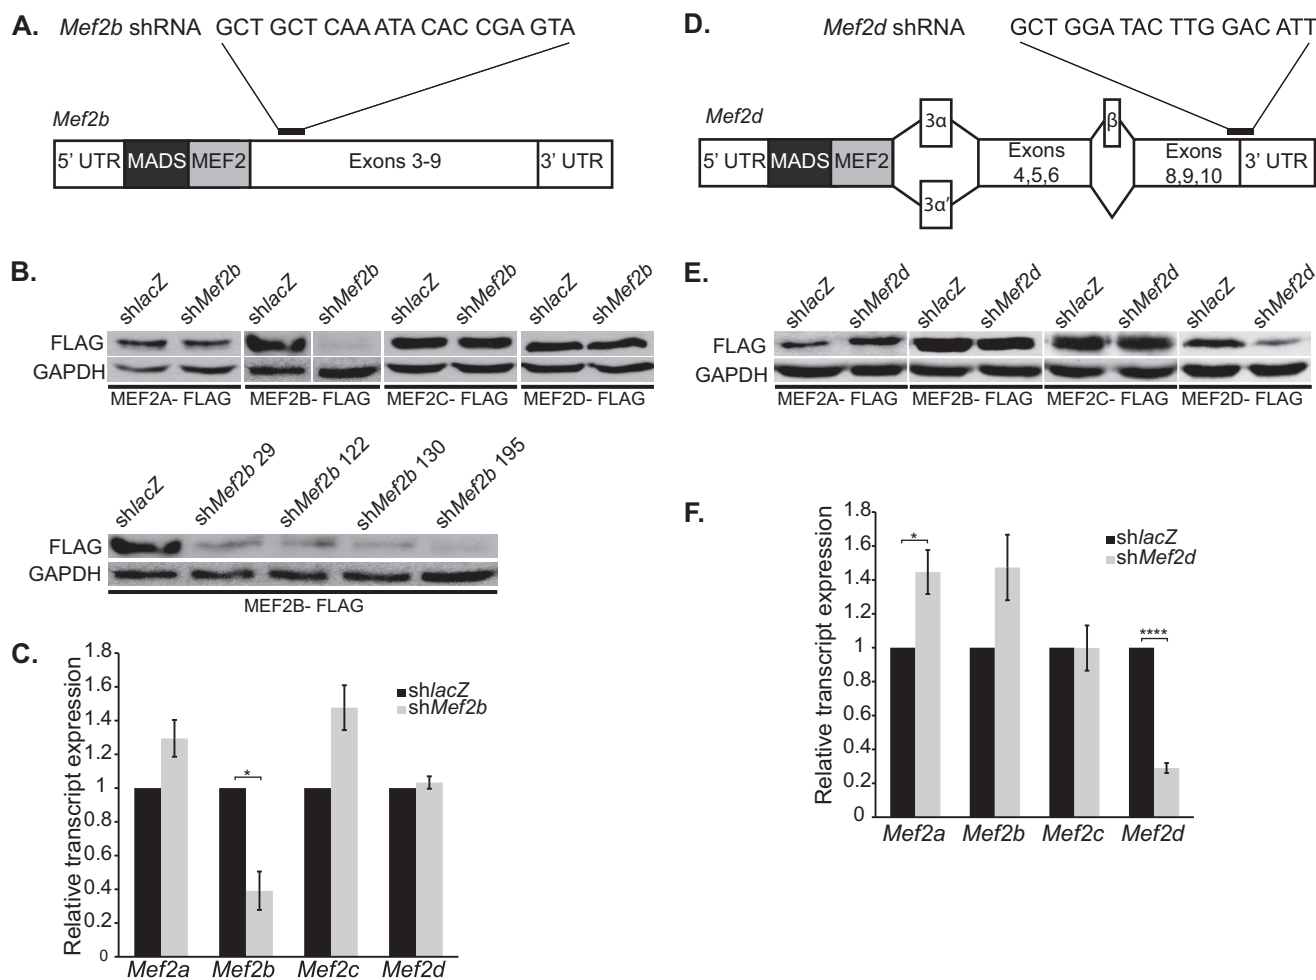 A.
Mef2b shRNA GCT GCT CAA ATA CAC CGA GTA
Mef2b
5' UTR MADS MEF2 Exons 3-9 3' UTR
B.
shlacZ shMef2b shlacZ shMef2b shlacZ shMef2b shlacZ shMef2b
FLAG
GAPDH
MEF2A- FLAG MEF2B- FLAG MEF2C- FLAG MEF2D- FLAG
shlacZ shMef2b 29 shMef2b 122 shMef2b 130 shMef2b 195
FLAG
GAPDH
MEF2B- FLAG
C.
Relative transcript expression
1.8
1.6
1.4
1.2
1
0.8
0.6
0.4
0.2
0
shlacZ
shMef2b
*
Mef2a Mef2b Mef2c Mef2d
D.
Mef2d shRNA GCT GGA TAC TTG GAC ATT
Mef2d
3α
β
5' UTR MADS MEF2 Exons 4,5,6 Exons 8,9,10 3' UTR
3α'
E.
shlacZ shMef2d shlacZ shMef2d shlacZ shMef2d shlacZ shMef2d
FLAG
GAPDH
MEF2A- FLAG MEF2B- FLAG MEF2C- FLAG MEF2D- FLAG
F.
Relative transcript expression
1.8
1.6
1.4
1.2
1
0.8
0.6
0.4
0.2
0
shlacZ
shMef2d
*
****
Mef2a Mef2b Mef2c Mef2d